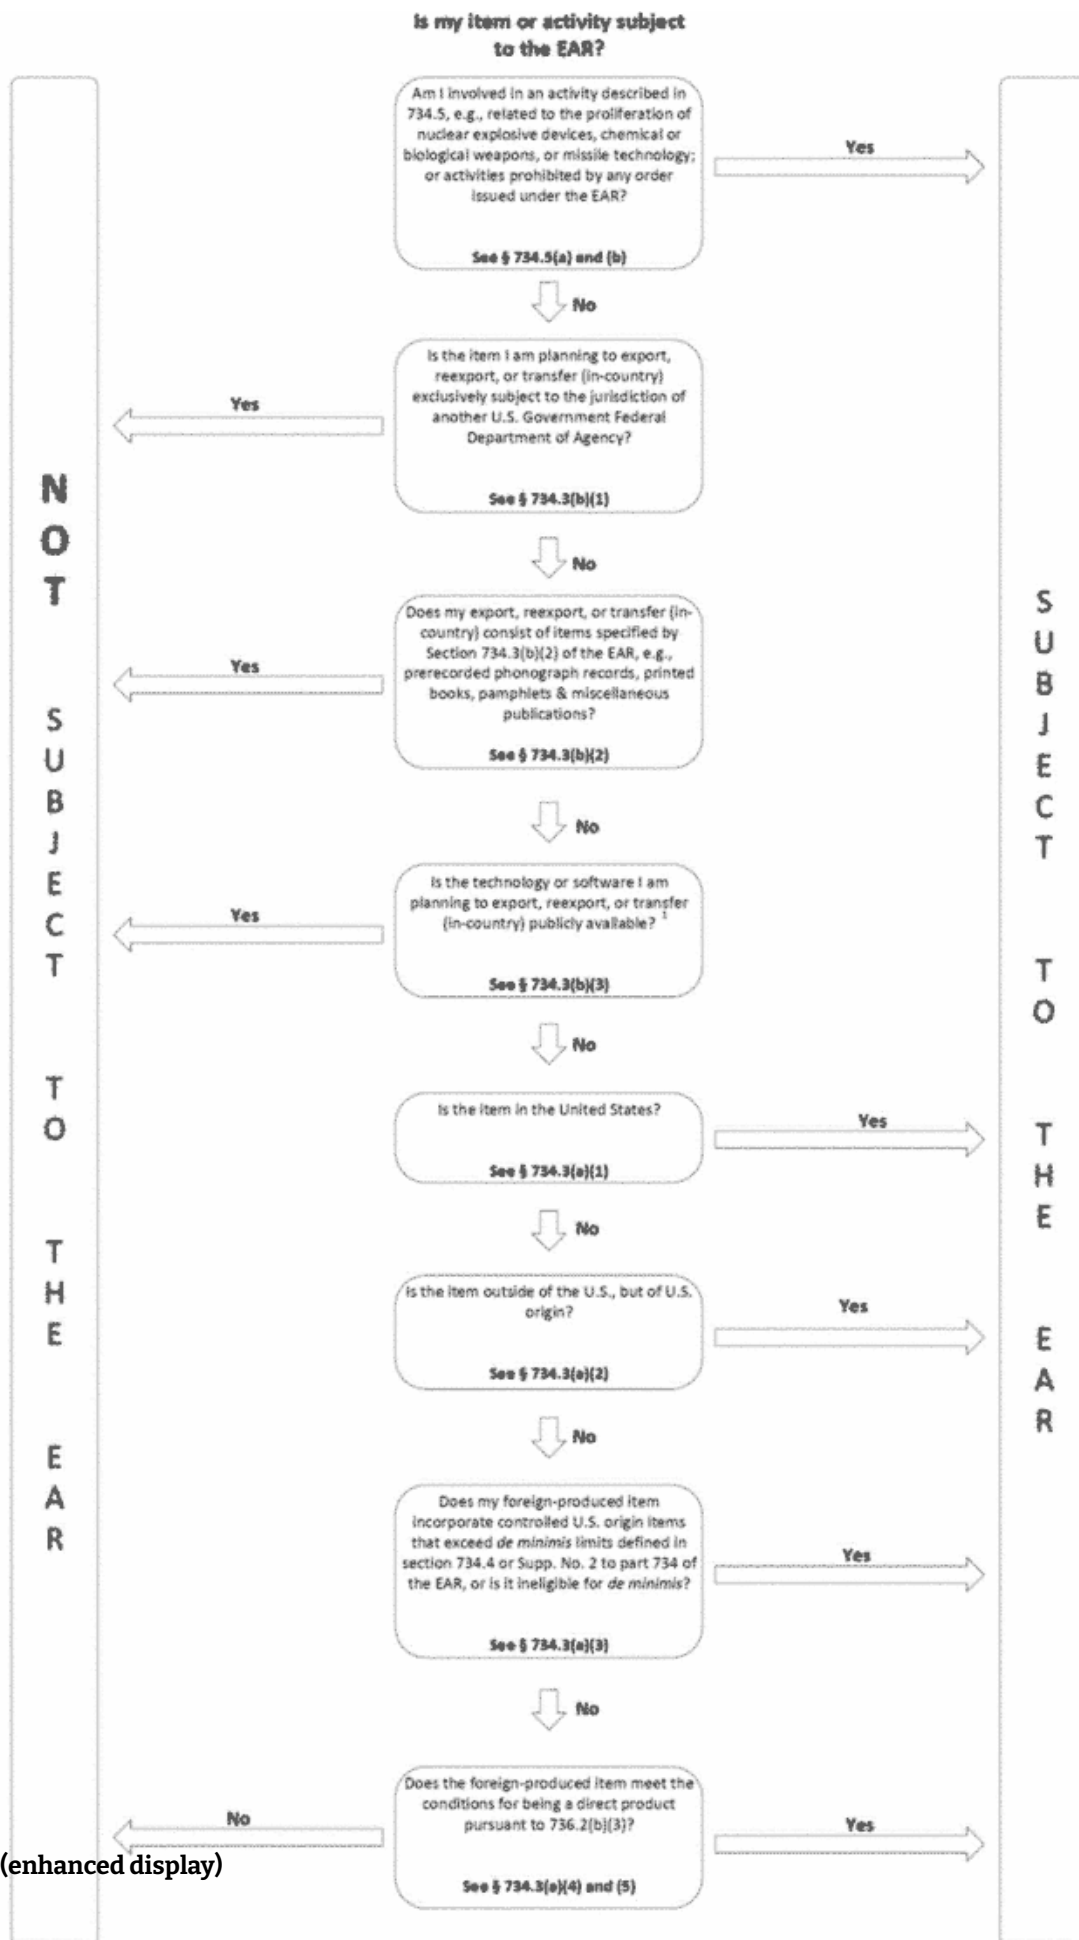 Is my item or activity subject
to the EAR?
Am I involved in an activity described in
734.5, e.g., related to the proliferation of
nuclear explosive devices, chemical or
biological weapons, or missile technology;
or activities prohibited by any order
issued under the EAR?
See § 734.5(a) and (b)
Yes
No
Is the item I am planning to export,
reexport, or transfer (in-country)
exclusively subject to the jurisdiction of
another U.S. Government Federal
Department of Agency?
See § 734.3(b)(1)
Yes
No
Does my export, reexport, or transfer (in-
country) consist of items specified by
Section 734.3(b)(2) of the EAR, e.g.,
prerecorded phonograph records, printed
books, pamphlets & miscellaneous
publications?
See § 734.3(b)(2)
Yes
No
Is the technology or software I am
planning to export, reexport, or transfer
(in-country) publicly available? 1
See § 734.3(b)(3)
Yes
No
Is the item in the United States?
See § 734.3(a)(1)
Yes
No
Is the item outside of the U.S., but of U.S.
origin?
See § 734.3(a)(2)
Yes
No
Does my foreign-produced item
incorporate controlled U.S. origin items
that exceed de minimis limits defined in
section 734.4 or Supp. No. 2 to part 734 of
the EAR, or is it ineligible for de minimis?
See § 734.3(a)(3)
Yes
No
Does the foreign-produced item meet the
conditions for being a direct product
pursuant to 736.2(b)(3)?
See § 734.3(a)(4) and (5)
No
Yes
NOT SUBJECT TO THE EAR
SUBJECT TO THE EAR
(enhanced display)